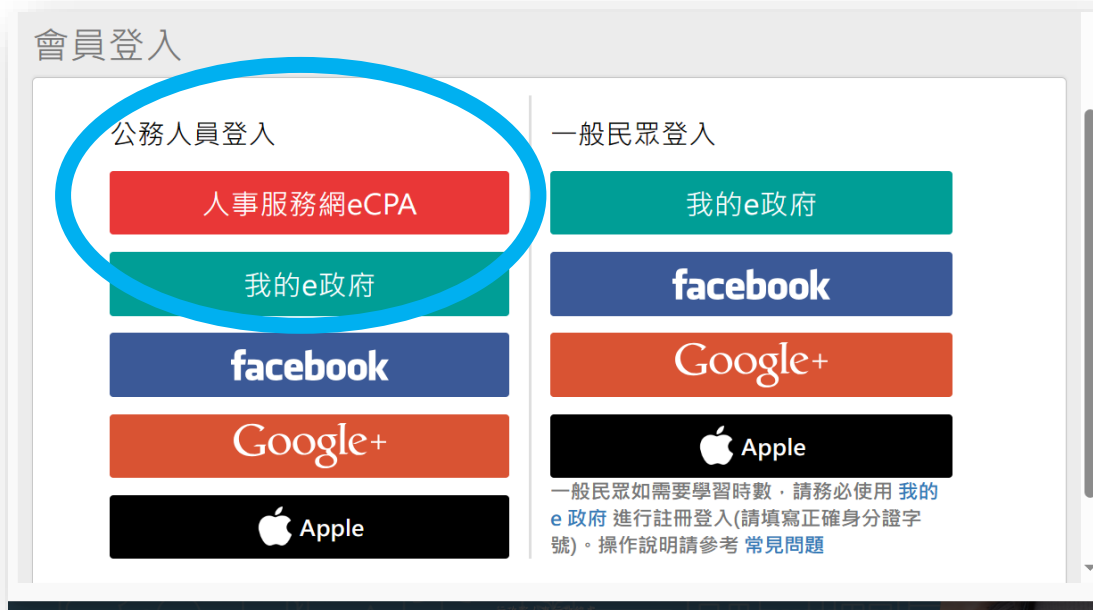 會員登入
公務人員登入
人事服務網eCPA
我的e政府
facebook
Google+
Apple
一般民眾登入
我的e政府
facebook
Google+
Apple
一般民眾如需要學習時數，請務必使用 我的
e 政府 進行註冊登入(請填寫正確身分證字
號)。操作說明請參考 常見問題